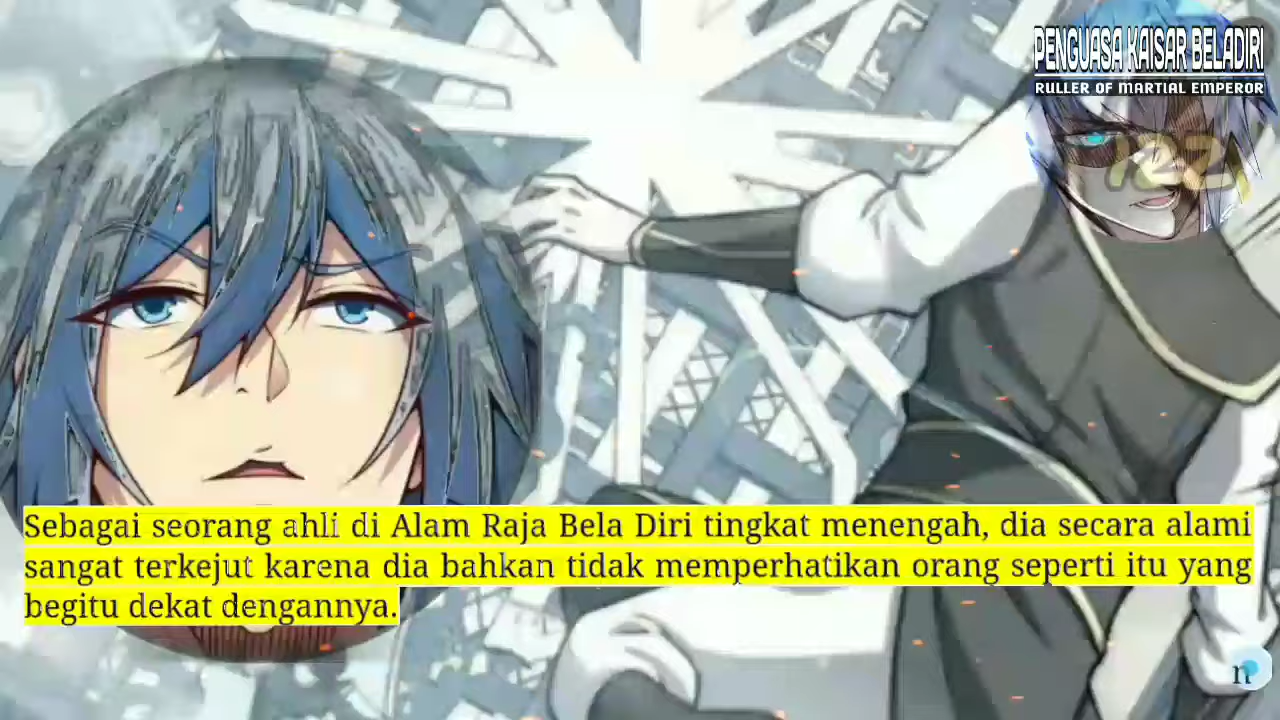 PENGUASA KAISAR BELADIRI
RULLER OF MARTIAL EMPEROR
122
Sebagai seorang ahli di Alam Raja Bela Diri tingkat menengah, dia secara alami
sangat terkejut karena dia bahkan tidak memperhatikan orang seperti itu yang
begitu dekat dengannya.
n